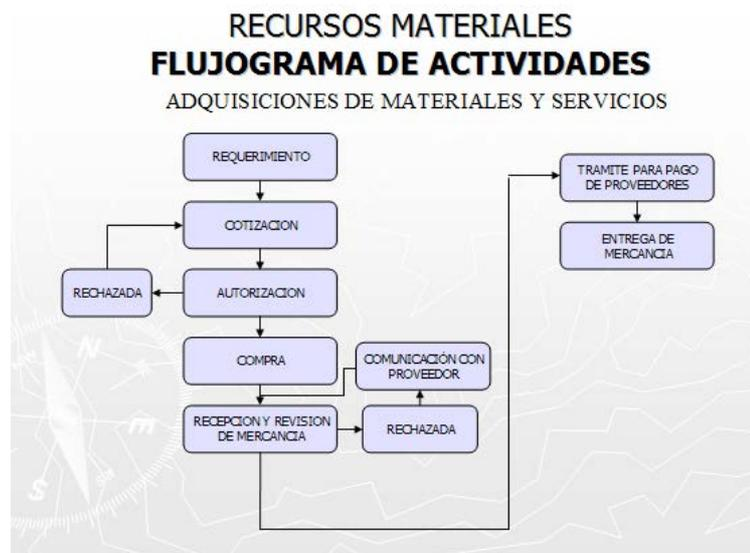 RECURSOS MATERIALES
FLUJOGRAMA DE ACTIVIDADES
ADQUISICIONES DE MATERIALES Y SERVICIOS
REQUERIMIENTO
COTIZACION
RECHAZADA
AUTORIZACION
COMPRA
COMUNICACIÓN CON
PROVEEDOR
RECEPCION Y REVISION
DE MERCANCIA
RECHAZADA
TRAMITE PARA PAGO
DE PROVEEDORES
ENTREGA DE
MERCANCIA
N
S